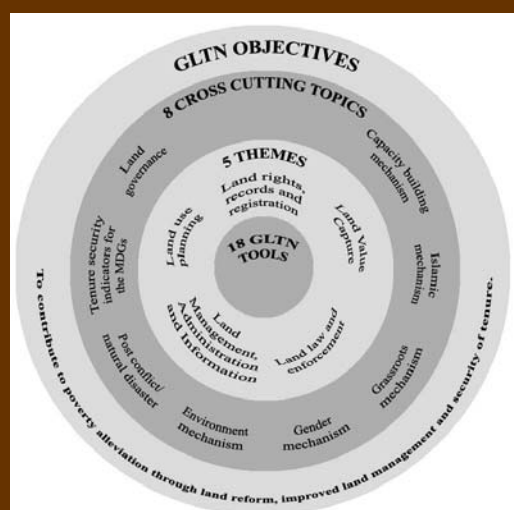 GLTN OBJECTIVES
8 CROSS CUTTING TOPICS
Land
governance
Capacity building
mechanism
5 THEMES
Land rights,
records and
registration
Land use
planning
Land Value
Capture
18 GLTN
TOOLS
Tenure security
indicators for
the MDGs
Islamic
mechanism
Land
Management,
Administration
and Information
Land law and
enforcement
Post conflict/
natural disaster
Grassroots
mechanism
Environment
mechanism
Gender
mechanism
To contribute to poverty alleviation through land reform, improved land management and security of tenure.